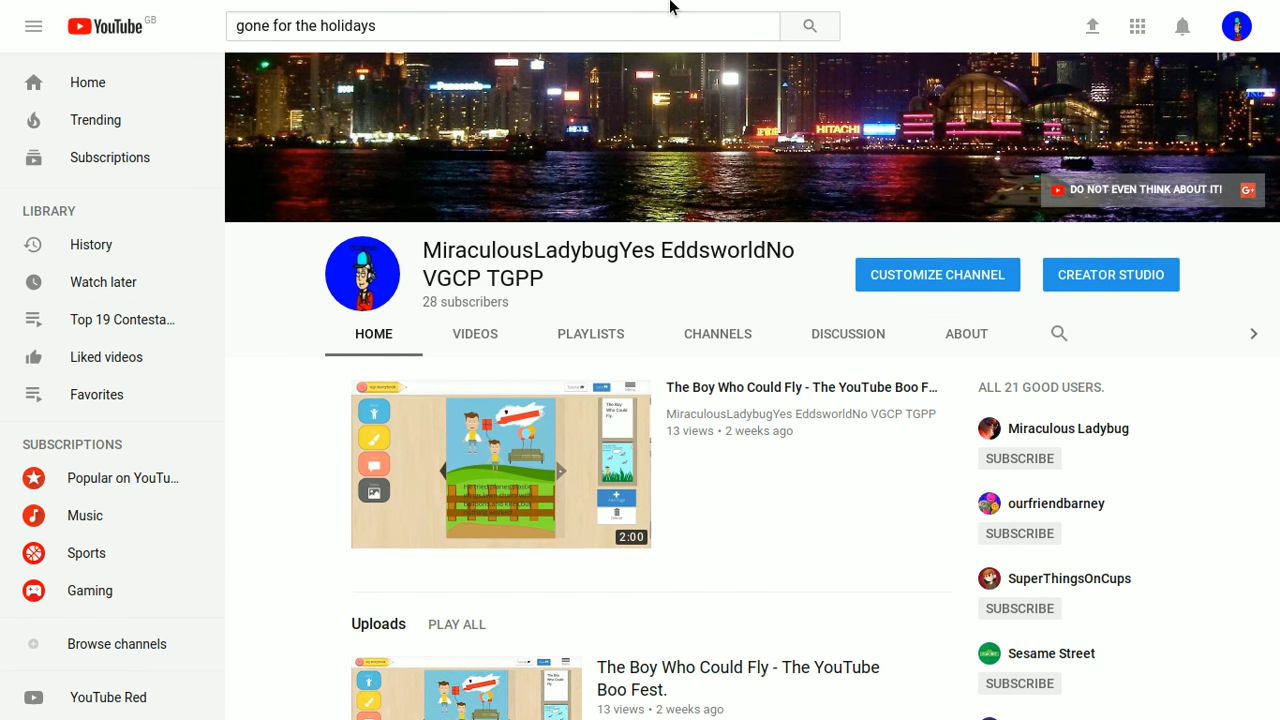 YouTube GB
gone for the holidays
Home
Trending
Subscriptions
LIBRARY
History
Watch later
Top 19 Contesta...
Liked videos
Favorites
SUBSCRIPTIONS
Popular on YouTu...
Music
Sports
Gaming
Browse channels
YouTube Red
Panasonic
HITACHI
DO NOT EVEN THINK ABOUT IT!
G+
MiraculousLadybugYes EddsworldNo
VGCP TGPP
28 subscribers
CUSTOMIZE CHANNEL
CREATOR STUDIO
HOME
VIDEOS
PLAYLISTS
CHANNELS
DISCUSSION
ABOUT
The Boy
Who Could
Fly
2:00
The Boy Who Could Fly - The YouTube Boo F...
MiraculousLadybugYes EddsworldNo VGCP TGPP
13 views • 2 weeks ago
Uploads
PLAY ALL
The Boy Who Could Fly - The YouTube
Boo Fest.
13 views • 2 weeks ago
ALL 21 GOOD USERS.
Miraculous Ladybug
SUBSCRIBE
ourfriendbarney
SUBSCRIBE
SuperThingsOnCups
SUBSCRIBE
Sesame Street
SUBSCRIBE